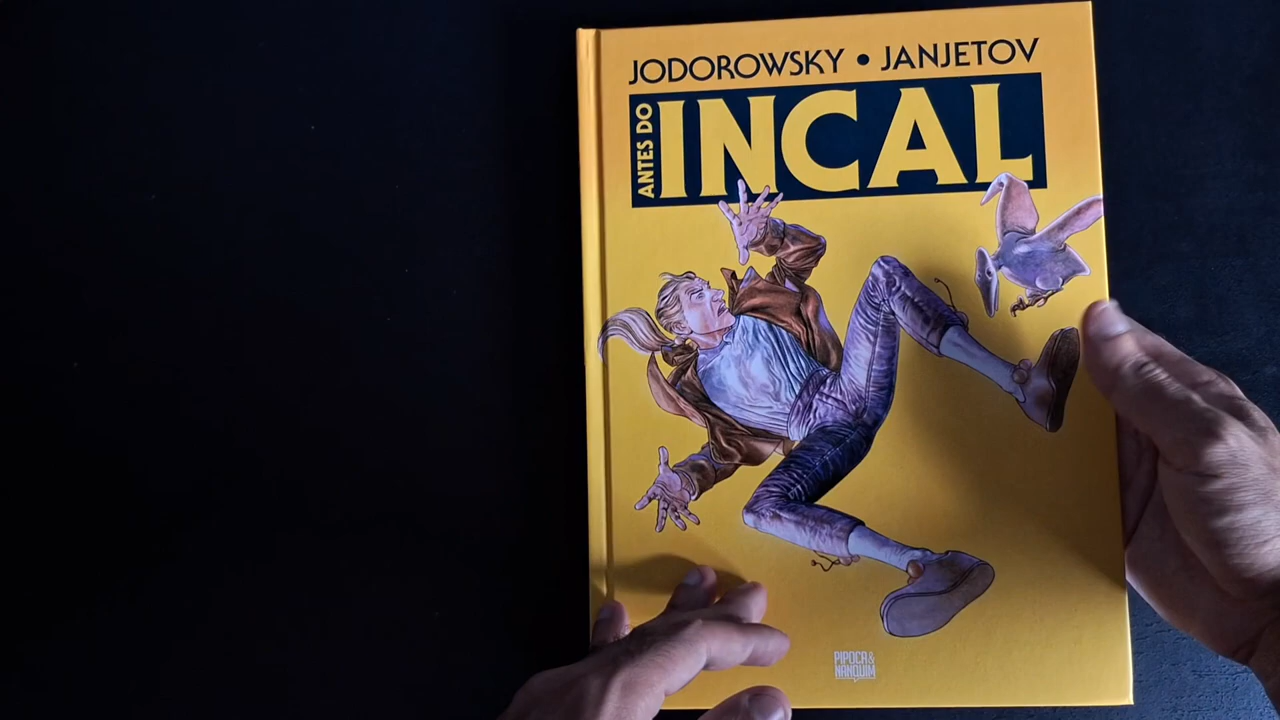 JODOROWSKY • JANJETOV
ANTES DO
INCAL
PIPOCA &
NANQUIM